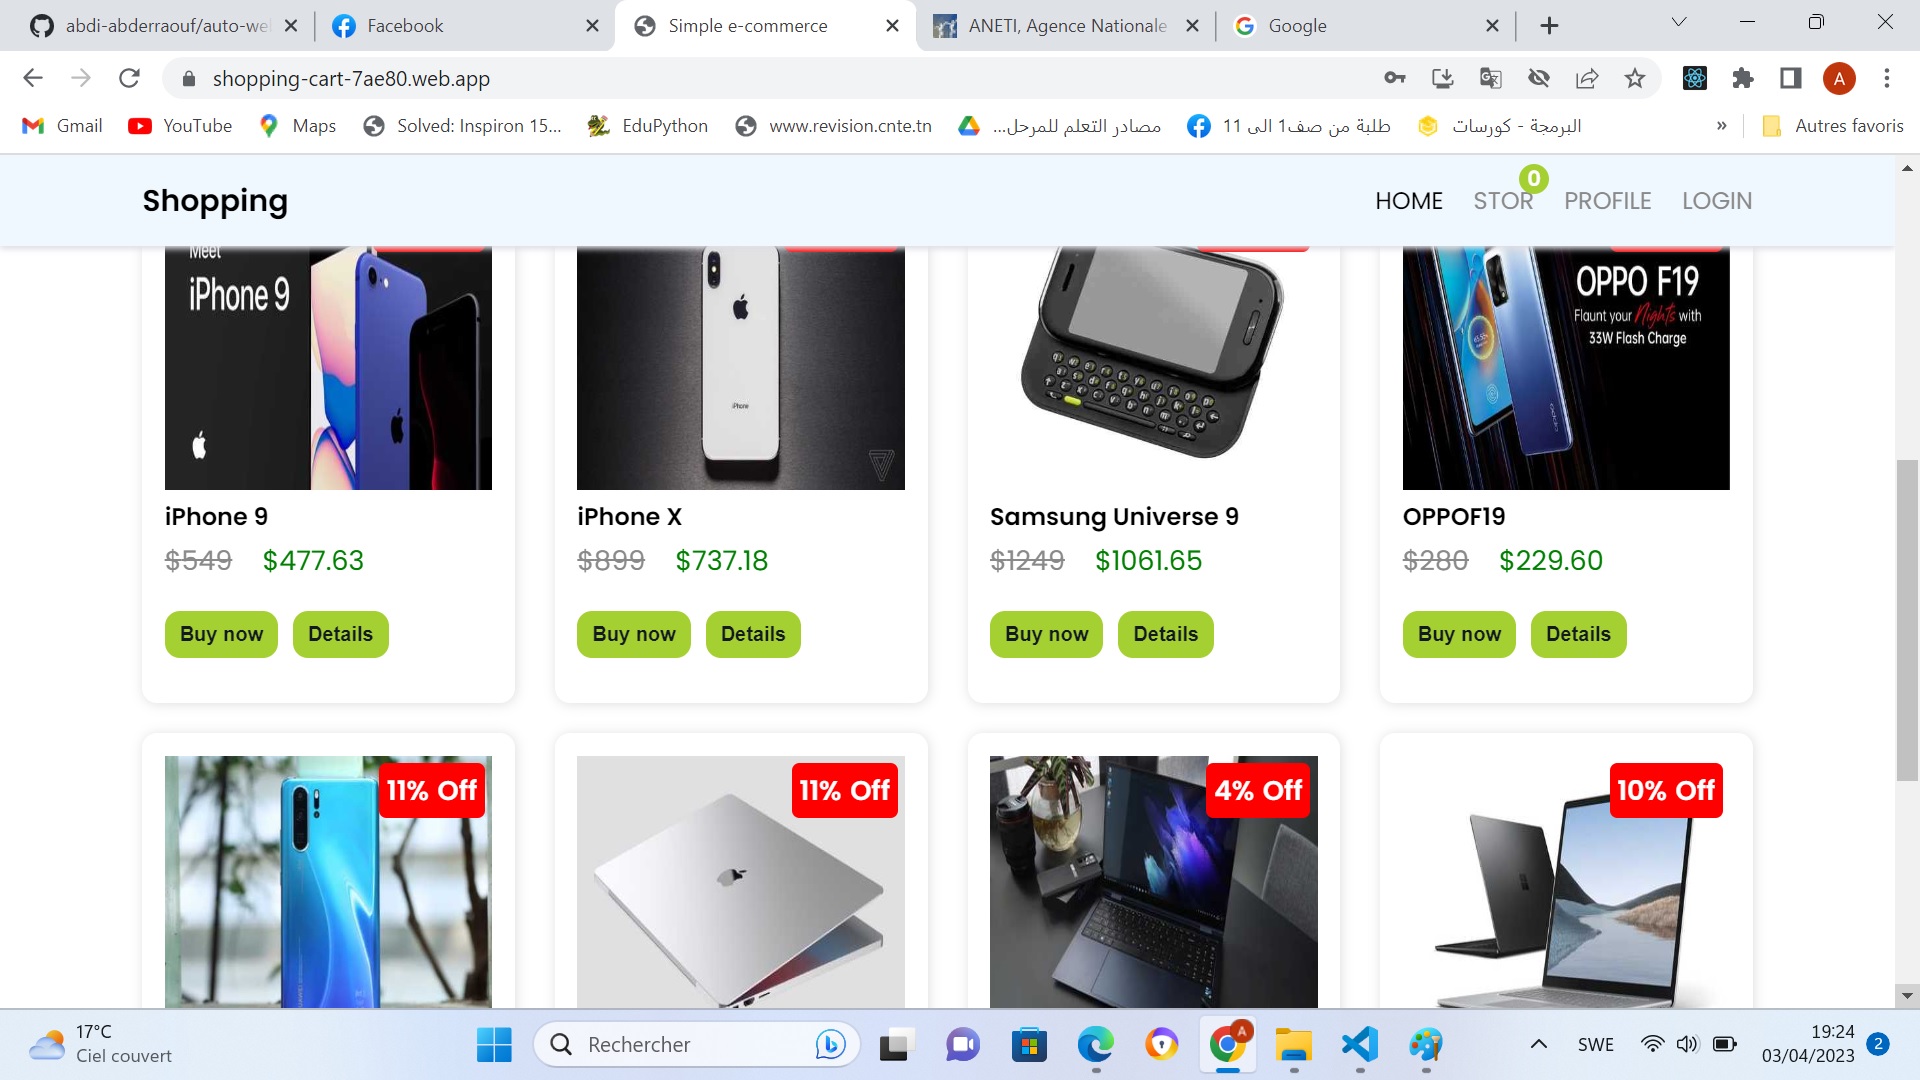 abdi-abderraouf/auto-we
Facebook
Simple e-commerce
ANETI, Agence Nationale
Google
shopping-cart-7ae80.web.app
A
Gmail
YouTube
Maps
Solved: Inspiron 15...
EduPython
www.revision.cnte.tn
مصادر التعلم للمرحل...
طلبة من صف1 الى 11
البرمجة - كورسات
»
Autres favoris
Shopping
HOME
STOR
0
PROFILE
LOGIN
Meet
iPhone 9
iPhone
OPPO F19
Flaunt your Nights with
33W Flash Charge
iPhone 9
iPhone X
Samsung Universe 9
OPPOF19
$549 $477.63
$899 $737.18
$1249 $1061.65
$280 $229.60
Buy now Details
Buy now Details
Buy now Details
Buy now Details
11% Off
11% Off
4% Off
10% Off
17°C
Ciel couvert
Rechercher
A
SWE
19:24
03/04/2023
2